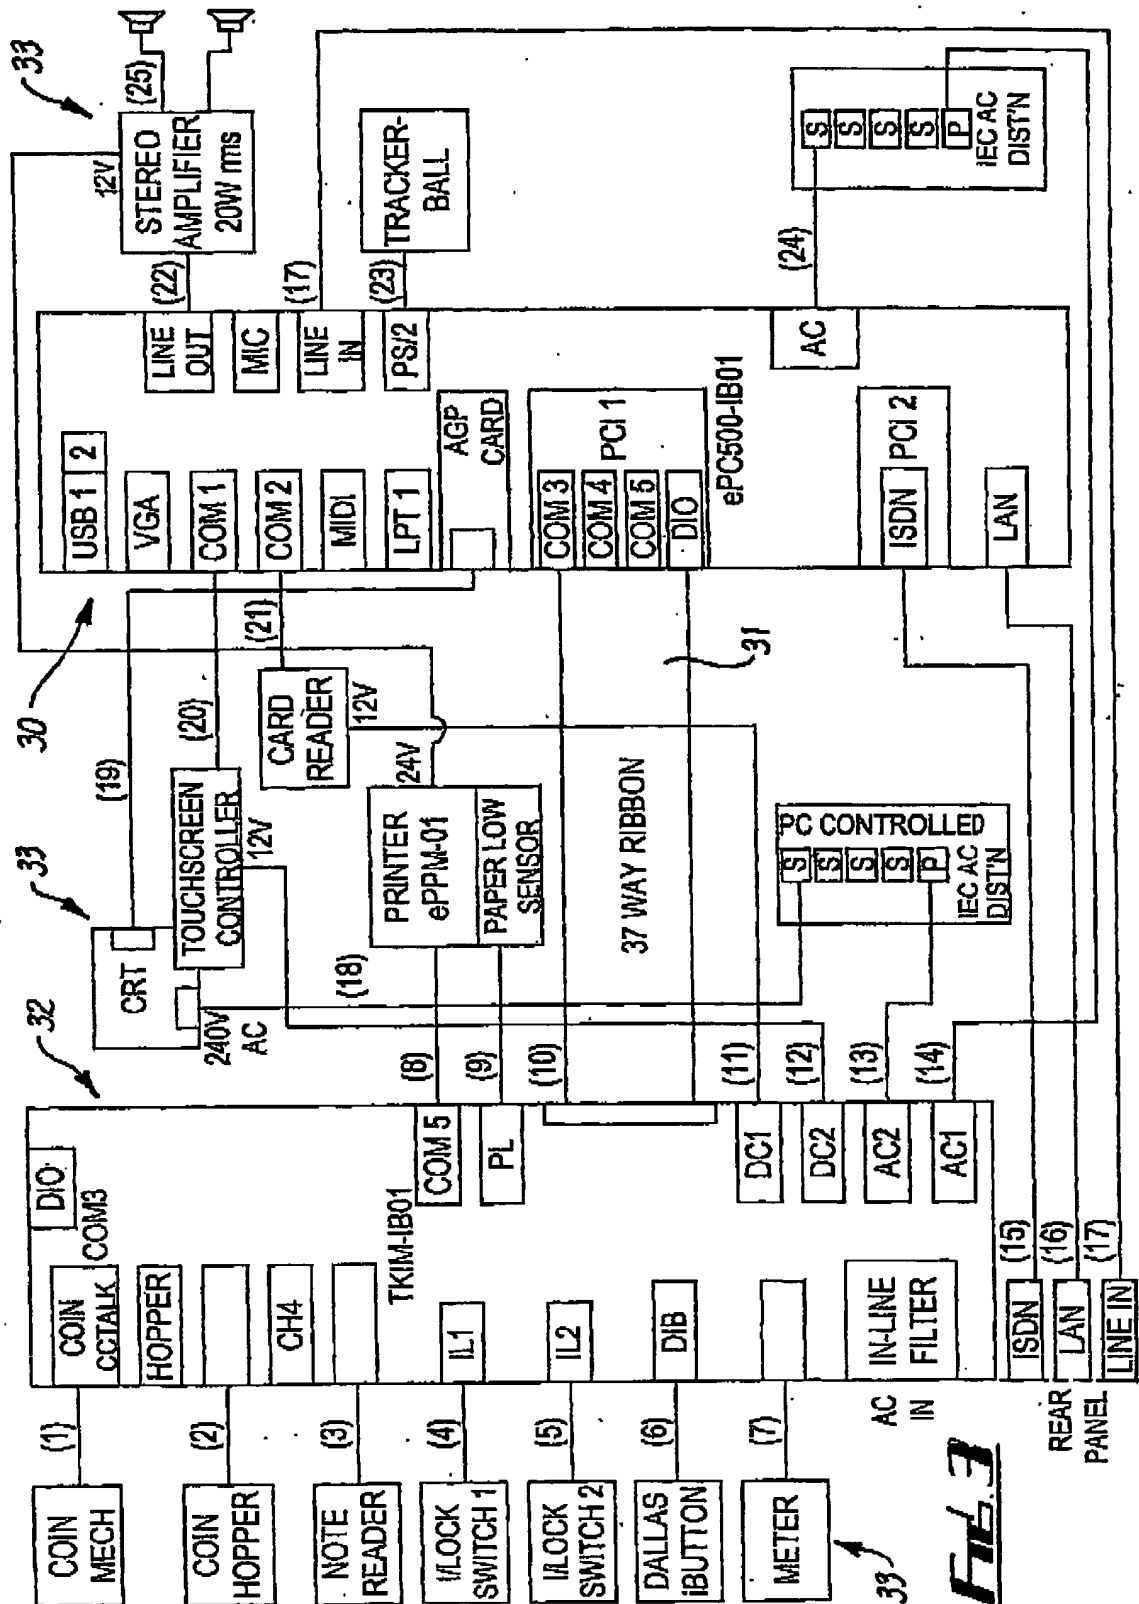 33
(25)
12V
STEREO
AMPLIFIER
20W rms
(22)
(17)
TRACKER-
BALL
(23)
S
S
S
S
P
IEC AC
DIST'N
(24)
LINE
OUT
MIC
LINE
IN
PS/2
AC
USB 1
2
VGA
COM 1
COM 2
MIDI
LPT 1
AGP
CARD
COM 3
COM 4
COM 5
DIO
PCI 1
ePC500-IB01
ISDN
PCI 2
LAN
30
(19)
(20)
(21)
31
33
CRT
240V
AC
TOUCHSCREEN
CONTROLLER
12V
CARD
READER
12V
24V
PRINTER
ePPM-01
PAPER LOW
SENSOR
37 WAY RIBBON
PC CONTROLLED
S
S
S
S
P
IEC AC
DIST'N
(18)
32
(8)
(9)
(10)
(11)
(12)
(13)
(14)
DIO
COM3
COM 5
PL
TKIM-IB01
DC1
DC2
AC2
AC1
COIN
CCTALK
HOPPER
CH4
IL1
IL2
DIB
IN-LINE
FILTER
(15)
(16)
(17)
ISDN
LAN
LINE IN
AC
IN
REAR
PANEL
(1)
(2)
(3)
(4)
(5)
(6)
(7)
COIN
MECH
COIN
HOPPER
NOTE
READER
I/LOCK
SWITCH 1
I/LOCK
SWITCH 2
DALLAS
iBUTTON
METER
33
FIG. 3